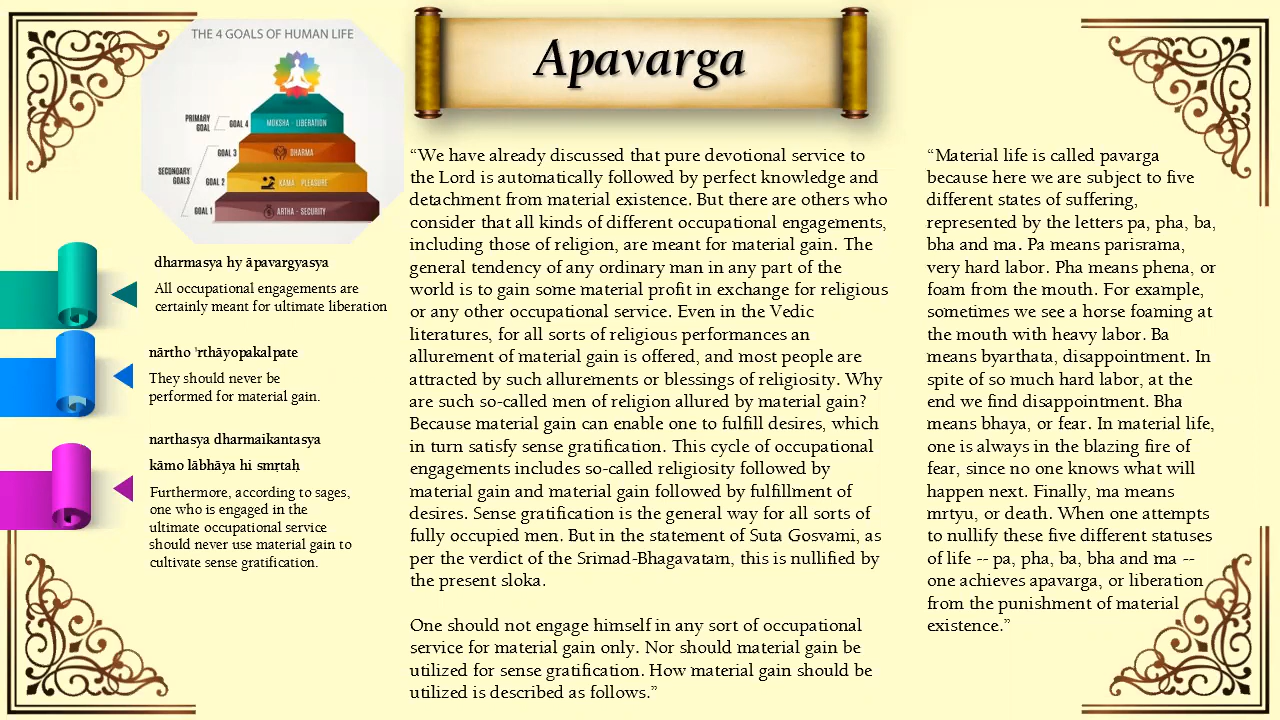 Apavarga
THE 4 GOALS OF HUMAN LIFE
PRIMARY
GOAL
GOAL 4
MOKSHA - LIBERATION
GOAL 3
DHARMA
SECONDARY
GOALS
GOAL 2
KAMA - PLEASURE
GOAL 1
ARTHA - SECURITY
dharmasya hy āpavargyasya
All occupational engagements are
certainly meant for ultimate liberation
nārtho 'rthāyopakalpate
They should never be
performed for material gain.
narthasya dharmaikantasya
kāmo lābhāya hi smṛtaḥ
Furthermore, according to sages,
one who is engaged in the
ultimate occupational service
should never use material gain to
cultivate sense gratification.
“We have already discussed that pure devotional service to
the Lord is automatically followed by perfect knowledge and
detachment from material existence. But there are others who
consider that all kinds of different occupational engagements,
including those of religion, are meant for material gain. The
general tendency of any ordinary man in any part of the
world is to gain some material profit in exchange for religious
or any other occupational service. Even in the Vedic
literatures, for all sorts of religious performances an
allurement of material gain is offered, and most people are
attracted by such allurements or blessings of religiosity. Why
are such so-called men of religion allured by material gain?
Because material gain can enable one to fulfill desires, which
in turn satisfy sense gratification. This cycle of occupational
engagements includes so-called religiosity followed by
material gain and material gain followed by fulfillment of
desires. Sense gratification is the general way for all sorts of
fully occupied men. But in the statement of Suta Gosvami, as
per the verdict of the Srimad-Bhagavatam, this is nullified by
the present sloka.
One should not engage himself in any sort of occupational
service for material gain only. Nor should material gain be
utilized for sense gratification. How material gain should be
utilized is described as follows.”
“Material life is called pavarga
because here we are subject to five
different states of suffering,
represented by the letters pa, pha, ba,
bha and ma. Pa means parisrama,
very hard labor. Pha means phena, or
foam from the mouth. For example,
sometimes we see a horse foaming at
the mouth with heavy labor. Ba
means byarthata, disappointment. In
spite of so much hard labor, at the
end we find disappointment. Bha
means bhaya, or fear. In material life,
one is always in the blazing fire of
fear, since no one knows what will
happen next. Finally, ma means
mrtyu, or death. When one attempts
to nullify these five different statuses
of life -- pa, pha, ba, bha and ma --
one achieves apavarga, or liberation
from the punishment of material
existence.”